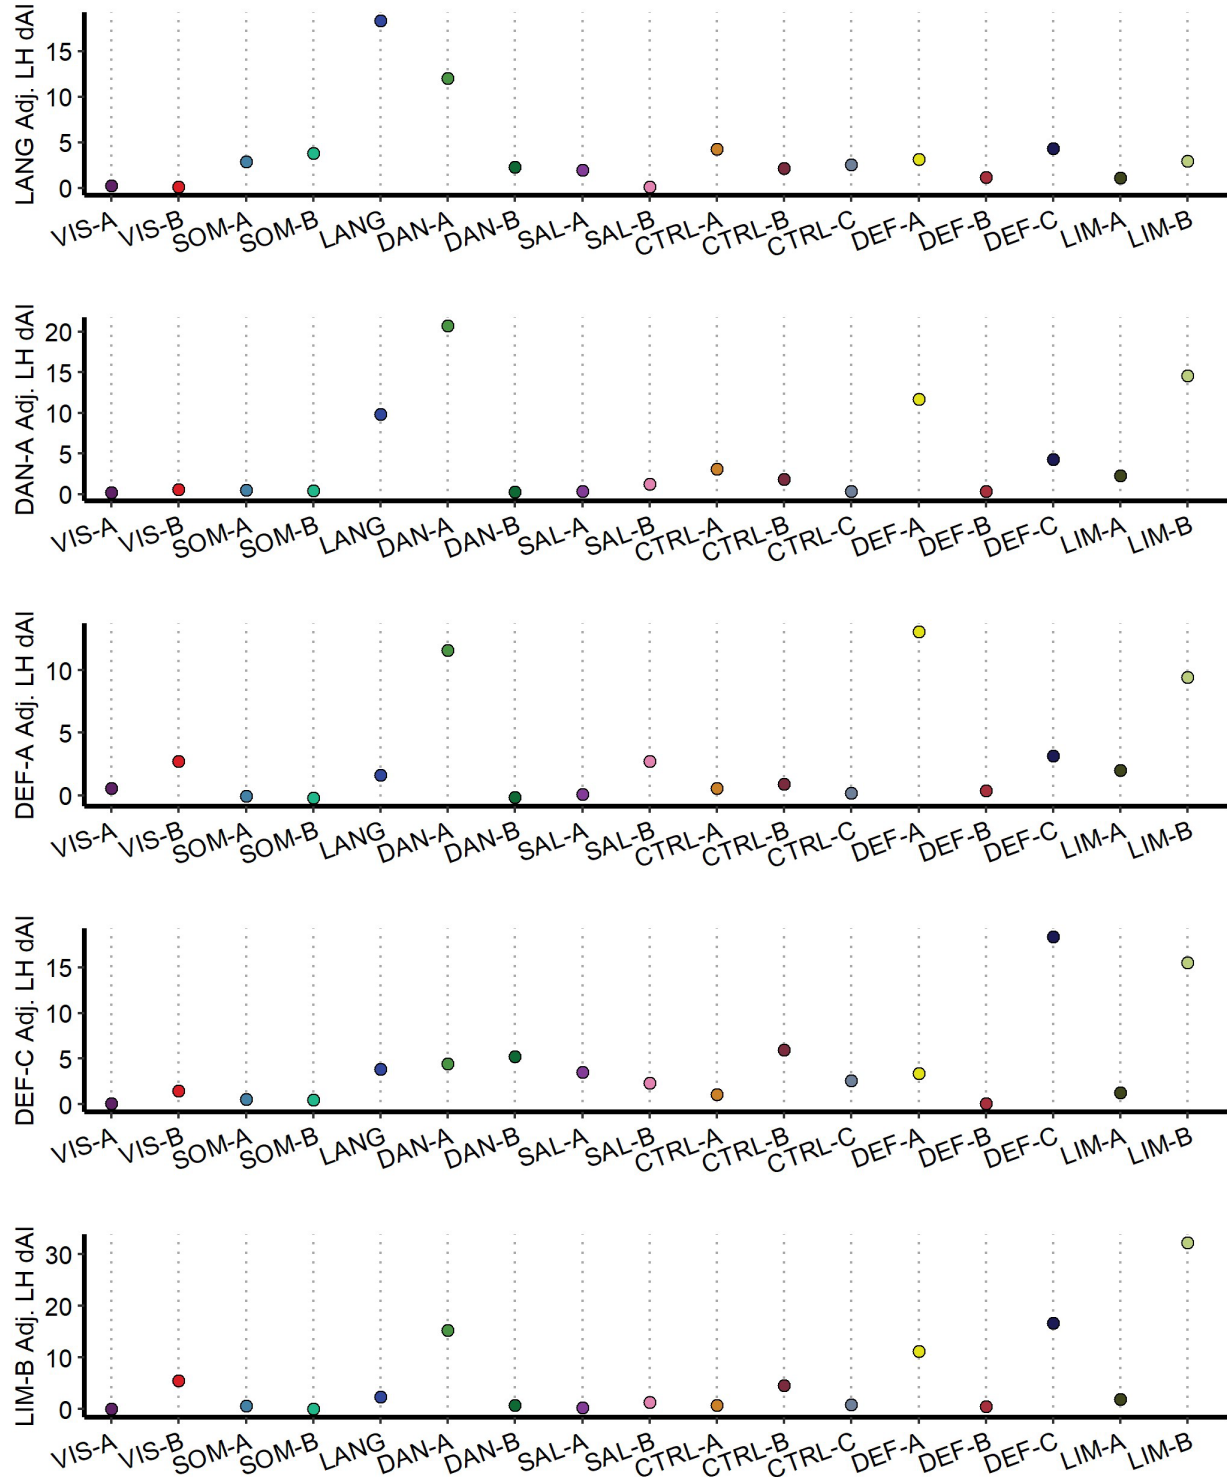 LANG Adj. LH dAI
15
10
5
0
VIS-A VIS-B SOM-A SOM-B LANG DAN-A DAN-B SAL-A SAL-B CTRL-A CTRL-B CTRL-C DEF-A DEF-B DEF-C LIM-A LIM-B
DAN-A Adj. LH dAI
20
15
10
5
0
VIS-A VIS-B SOM-A SOM-B LANG DAN-A DAN-B SAL-A SAL-B CTRL-A CTRL-B CTRL-C DEF-A DEF-B DEF-C LIM-A LIM-B
DEF-A Adj. LH dAI
10
5
0
VIS-A VIS-B SOM-A SOM-B LANG DAN-A DAN-B SAL-A SAL-B CTRL-A CTRL-B CTRL-C DEF-A DEF-B DEF-C LIM-A LIM-B
DEF-C Adj. LH dAI
15
10
5
0
VIS-A VIS-B SOM-A SOM-B LANG DAN-A DAN-B SAL-A SAL-B CTRL-A CTRL-B CTRL-C DEF-A DEF-B DEF-C LIM-A LIM-B
LIM-B Adj. LH dAI
30
20
10
0
VIS-A VIS-B SOM-A SOM-B LANG DAN-A DAN-B SAL-A SAL-B CTRL-A CTRL-B CTRL-C DEF-A DEF-B DEF-C LIM-A LIM-B